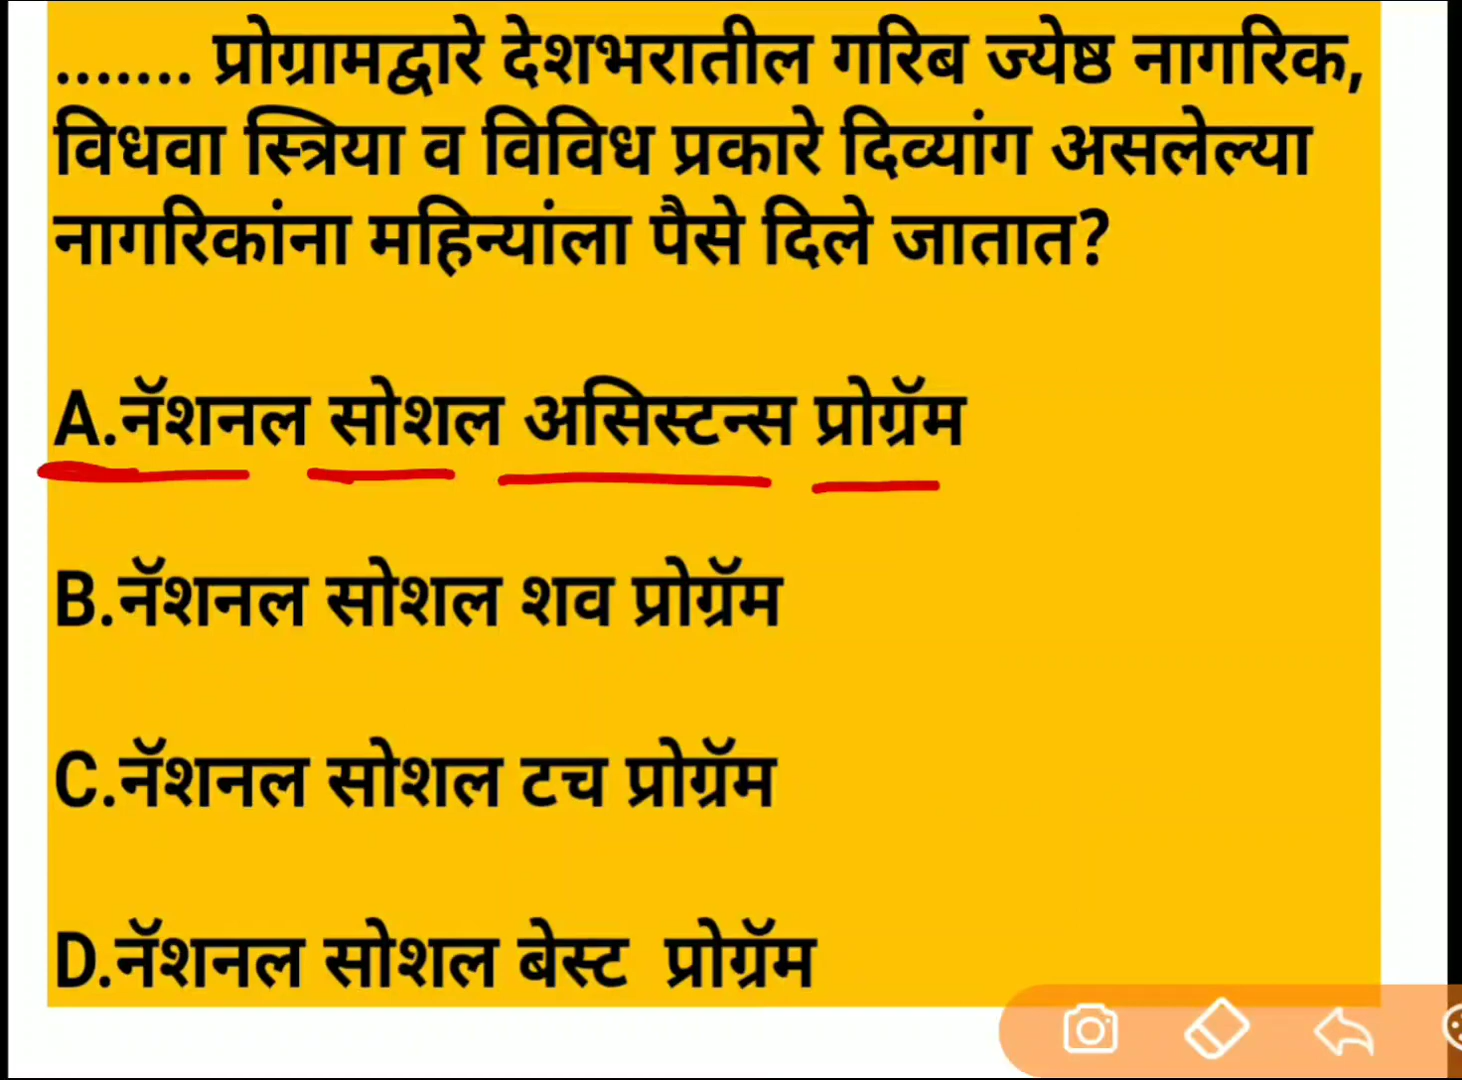 ....... प्रोग्रामद्वारे देशभरातील गरिब ज्येष्ठ नागरिक,
विधवा स्त्रिया व विविध प्रकारे दिव्यांग असलेल्या
नागरिकांना महिन्यांला पैसे दिले जातात?
A.नॅशनल सोशल असिस्टन्स प्रोग्रॅम
B.नॅशनल सोशल शव प्रोग्रॅम
C.नॅशनल सोशल टच प्रोग्रॅम
D.नॅशनल सोशल बेस्ट प्रोग्रॅम